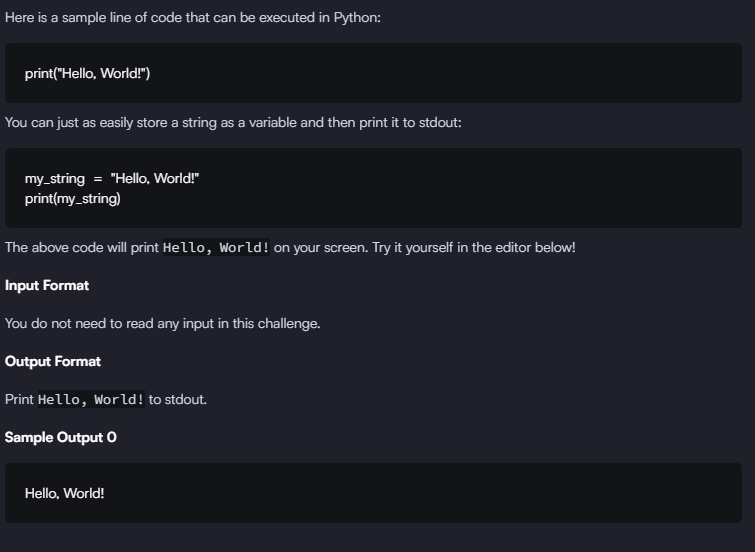 Here is a sample line of code that can be executed in Python:
print("Hello, World!")
You can just as easily store a string as a variable and then print it to stdout:
my_string = "Hello, World!"
print(my_string)
The above code will print Hello, World! on your screen. Try it yourself in the editor below!
Input Format
You do not need to read any input in this challenge.
Output Format
Print Hello, World! to stdout.
Sample Output 0
Hello, World!